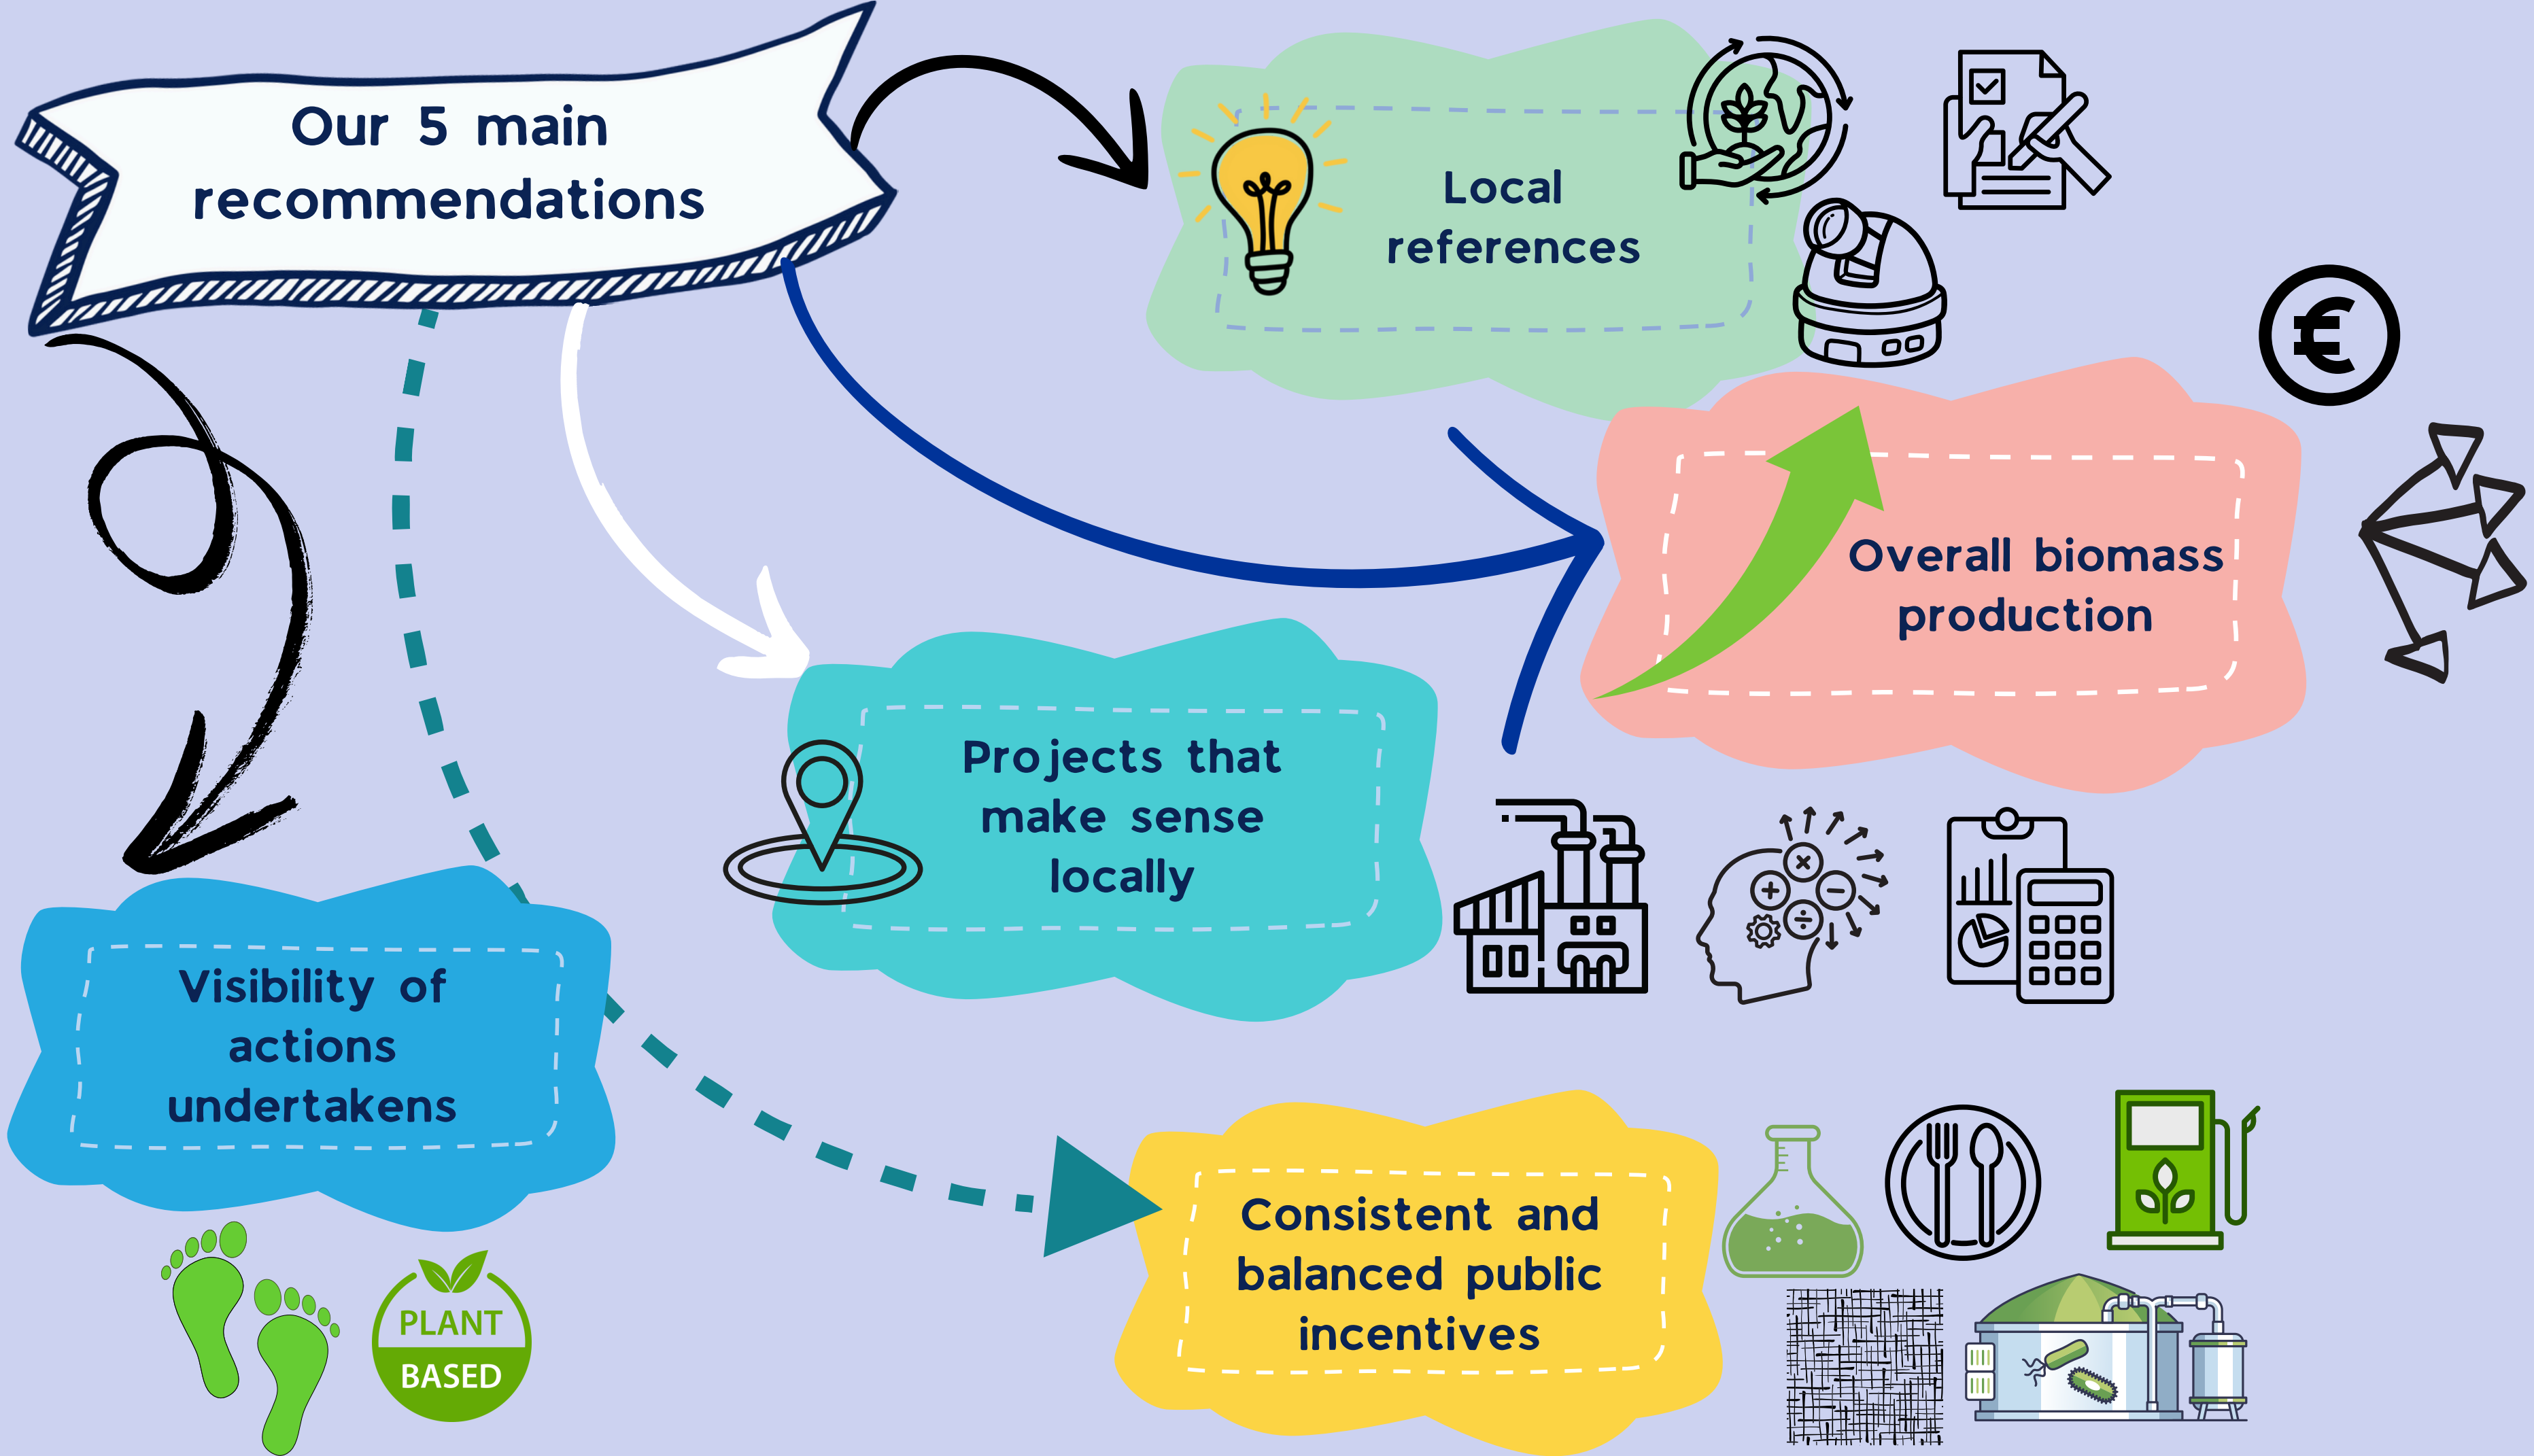 Our 5 main
recommendations
Local
references
Overall biomass
production
Projects that
make sense
locally
Visibility of
actions
undertakens
Consistent and
balanced public
incentives
PLANT
BASED
€